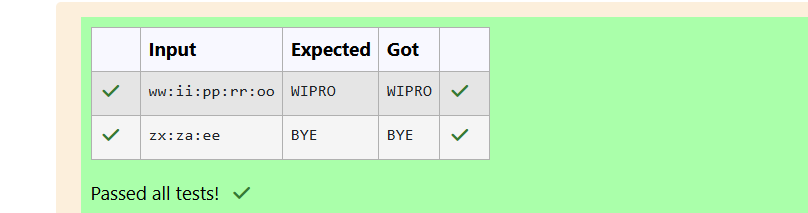 Input Expected Got
ww:ii:pp:rr:oo WIPRO WIPRO
zx:za:ee BYE BYE
Passed all tests!